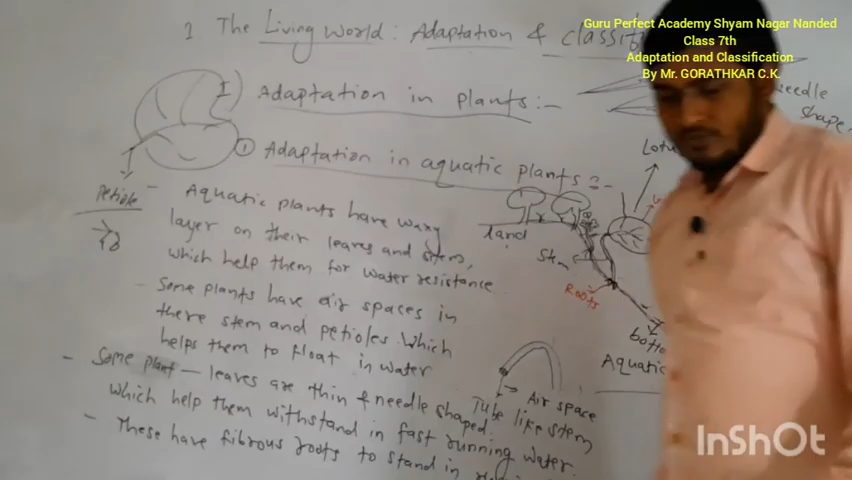 Guru Perfect Academy Shyam Nagar Nanded
Class 7th
Adaptation and Classification
By Mr. GORATHKAR C.K.
1 The Living World: Adaptation & classif
I) Adaptation in plants:-
needle
shape
① Adaptation in aquatic plants:-
Lotu
Petiole
- Aquatic plants have waxy
layer on their leaves and stem,
which help them for water resistance
land
Stem
Roots
botto
Aquatic
- Some plants have air spaces in
there stem and petioles which
helps them to float in water
- Some plant - leaves are thin & needle shaped.
which help them withstand in fast running water.
- These have fibrous roots to stand in
Air space
Tube like stem
InShOt